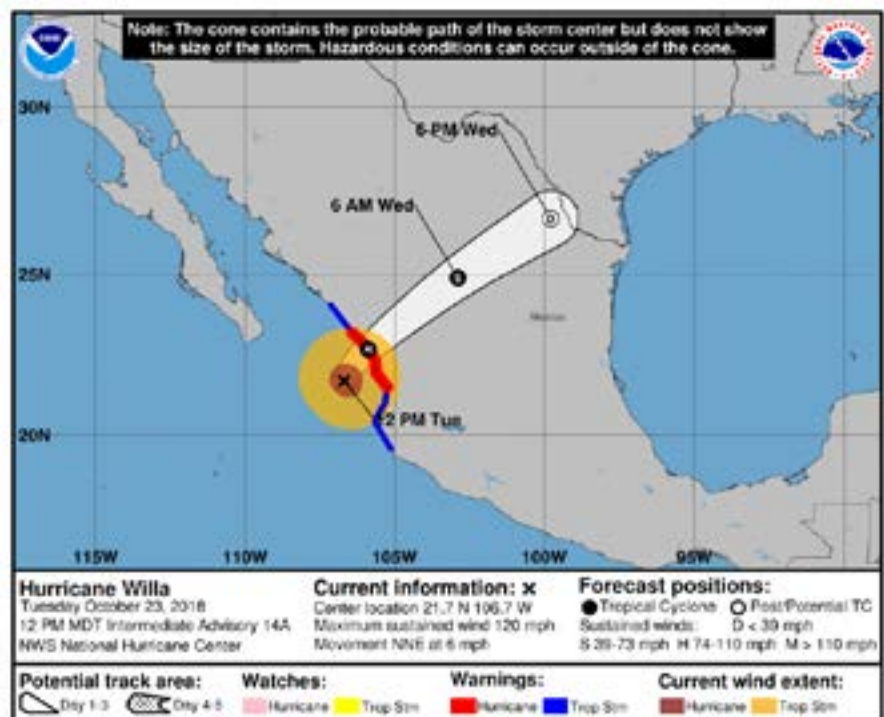 Note: The cone contains the probable path of the storm center but does not show
the size of the storm. Hazardous conditions can occur outside of the cone.
30N
6 PM Wed
6 AM Wed
25N
Mexico
20N
12 PM Tue
115W 110W 105W 100W 95W
LA
Hurricane Willa
Tuesday October 23, 2018
12 PM MDT Intermediate Advisory 14A
NWS National Hurricane Center
Current information: x
Center location 21.7 N 106.7 W
Maximum sustained wind 120 mph
Movement NNE at 6 mph
Forecast positions:
Tropical Cyclone Post/Potential TC
Sustained winds: D < 39 mph
S 39-73 mph H 74-110 mph M > 110 mph
Potential track area:
Day 1-3 Day 4-5
Watches:
Hurricane Trop Stm
Warnings:
Hurricane Trop Stm
Current wind extent:
Hurricane Trop Stm